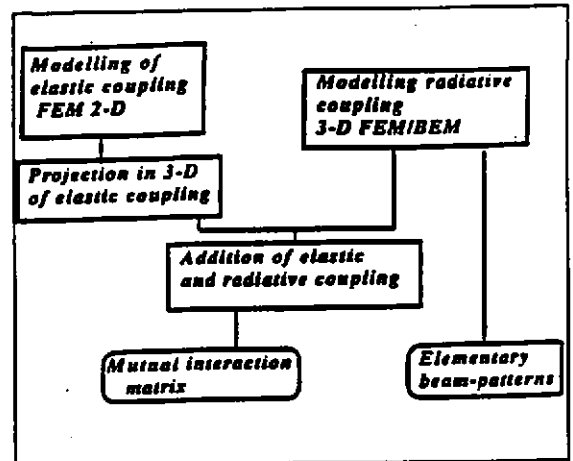 Modelling of
elastic coupling
FEM 2-D
Modelling radiative
coupling
3-D FEM/BEM
Projection in 3-D
of elastic coupling
Addition of elastic
and radiative coupling
Mutual interaction
matrix
Elementary
beam-patterns